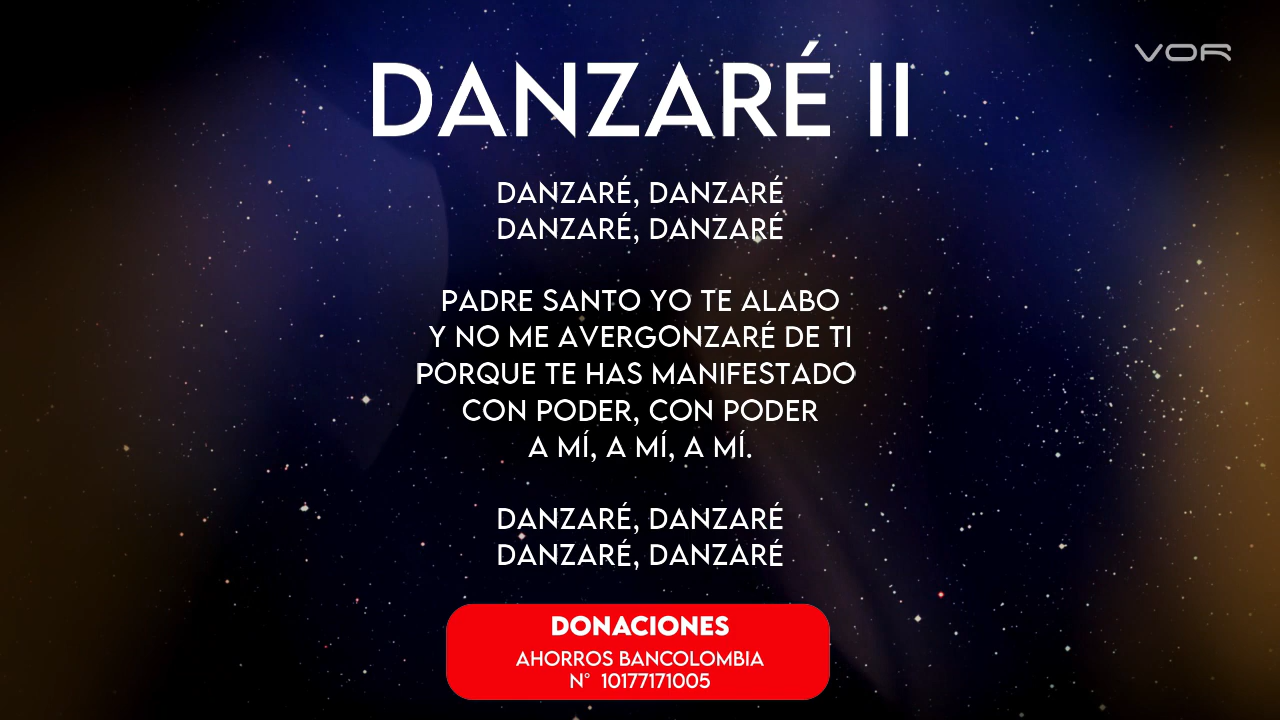 VOR
DANZARÉ II
DANZARÉ, DANZARÉ
DANZARÉ, DANZARÉ
PADRE SANTO YO TE ALABO
Y NO ME AVERGONZARÉ DE TI
PORQUE TE HAS MANIFESTADO
CON PODER, CON PODER
A MÍ, A MÍ, A MÍ.
DANZARÉ, DANZARÉ
DANZARÉ, DANZARÉ
DONACIONES
AHORROS BANCOLOMBIA
N° 10177171005